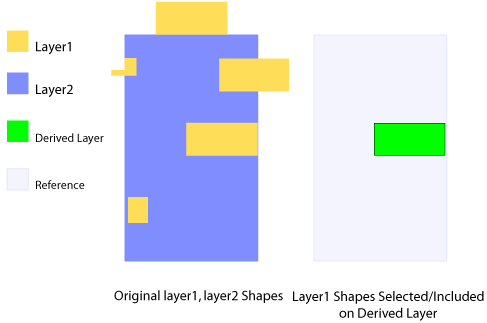 Layer1
Layer2
Derived Layer
Reference
Original layer1, layer2 Shapes
Layer1 Shapes Selected/Included
on Derived Layer